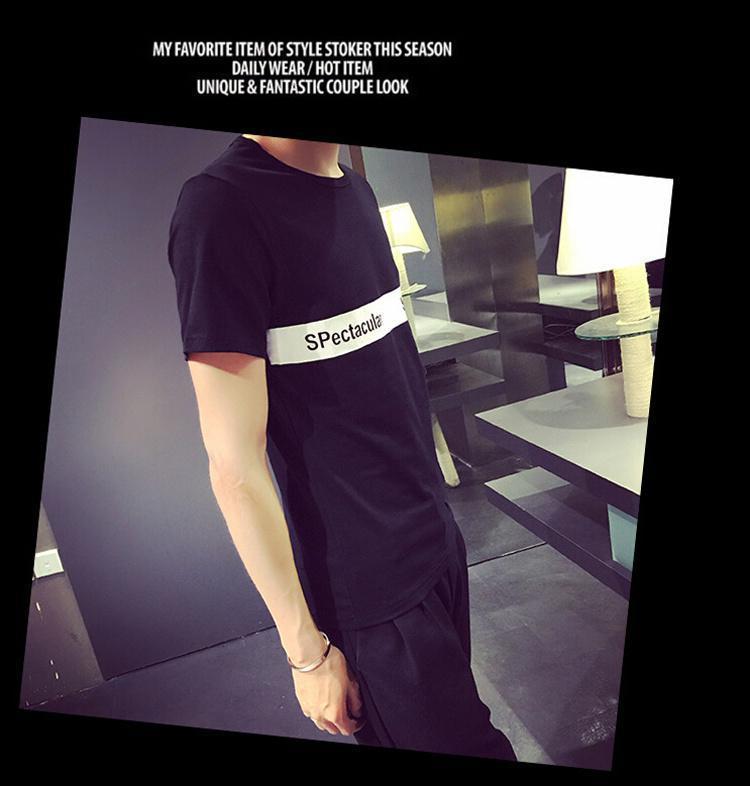 MY FAVORITE ITEM OF STYLE STOKER THIS SEASON
DAILY WEAR / HOT ITEM
UNIQUE & FANTASTIC COUPLE LOOK
SPectacular